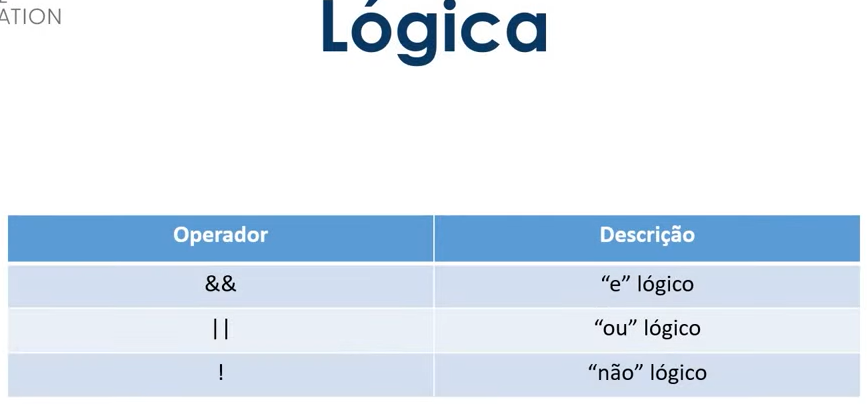 ATION
Lógica
Operador Descrição
&& “e” lógico
|| “ou” lógico
! “não” lógico